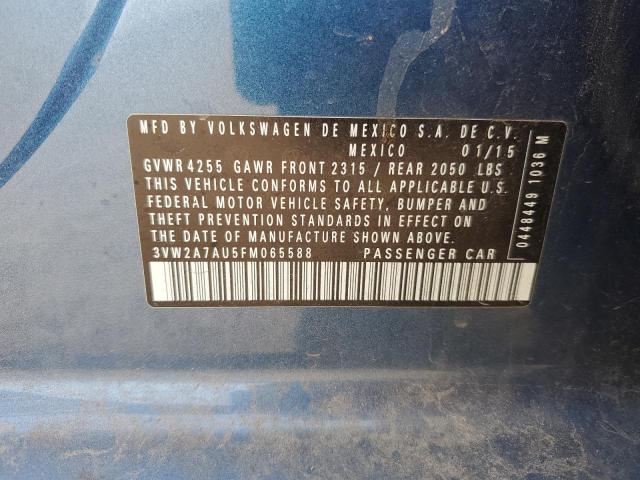 MFD BY VOLKSWAGEN DE MEXICO S.A. DE C.V.
MEXICO 01/15
GVWR 4255 GAWR FRONT 2315 / REAR 2050 LBS
THIS VEHICLE CONFORMS TO ALL APPLICABLE U.S.
FEDERAL MOTOR VEHICLE SAFETY, BUMPER AND
THEFT PREVENTION STANDARDS IN EFFECT ON
THE DATE OF MANUFACTURE SHOWN ABOVE.
3VW2A7AU5FM065588 PASSENGER CAR
0448449 1036 M